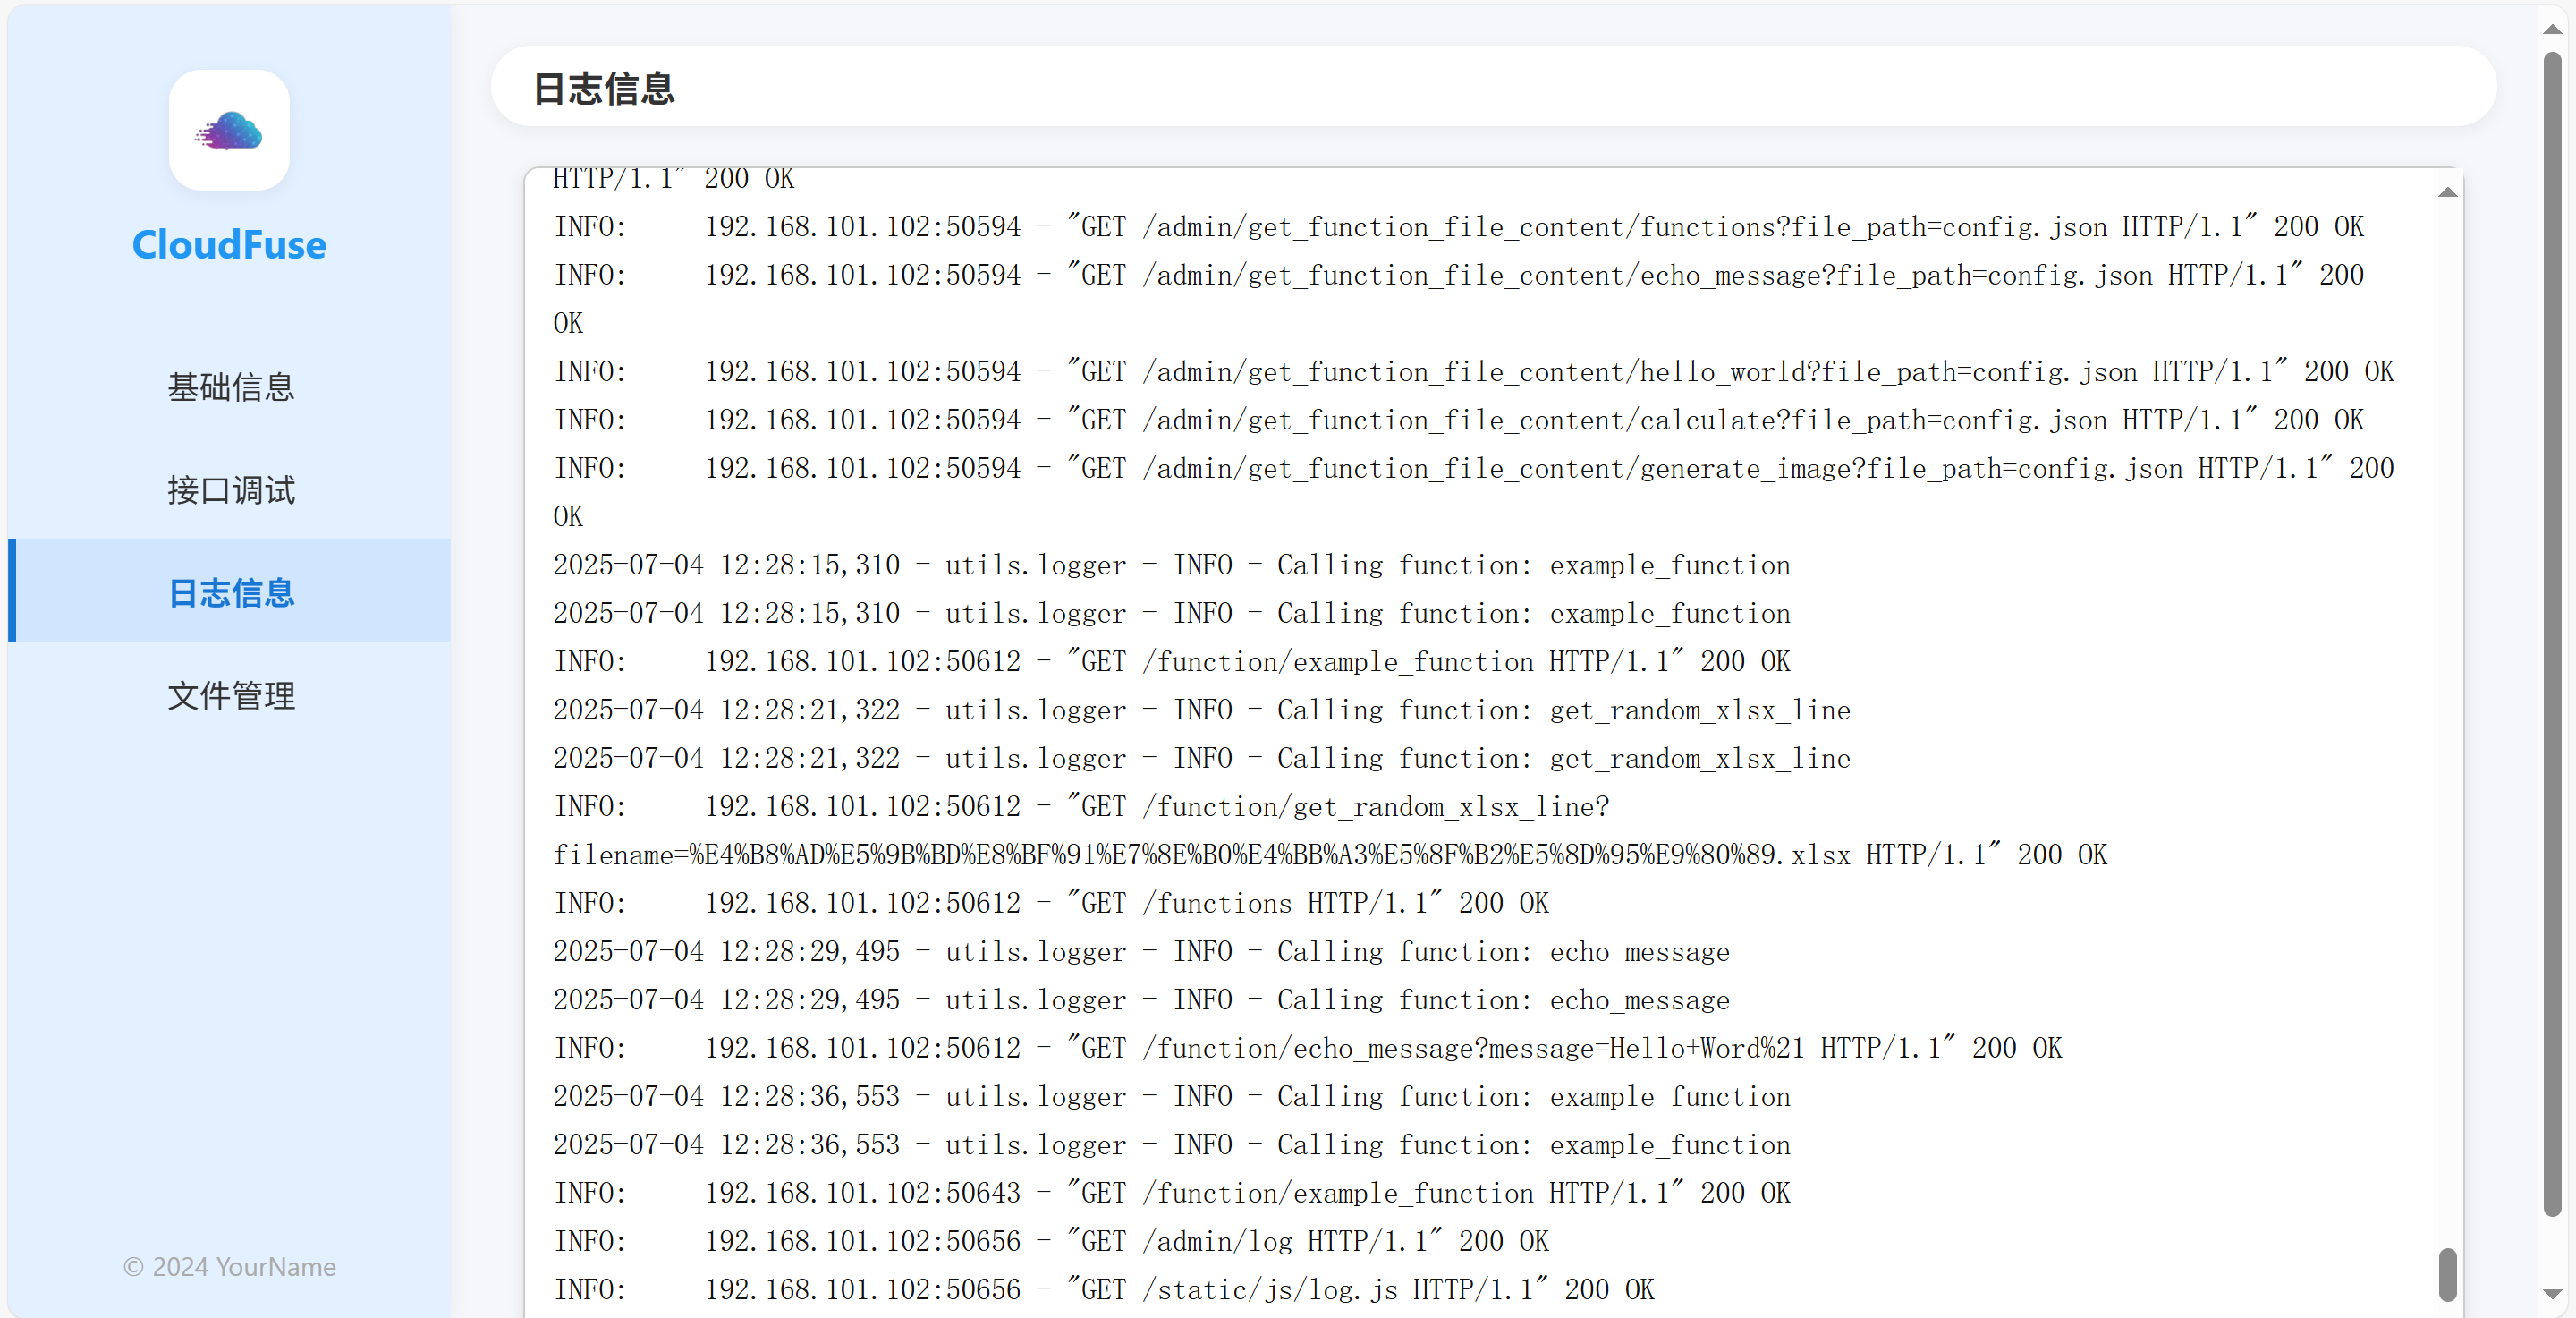 CloudFuse
基础信息
接口调试
日志信息
文件管理
© 2024 YourName
日志信息
HTTP/1.1" 200 OK
INFO:     192.168.101.102:50594 - "GET /admin/get_function_file_content/functions?file_path=config.json HTTP/1.1" 200 OK
INFO:     192.168.101.102:50594 - "GET /admin/get_function_file_content/echo_message?file_path=config.json HTTP/1.1" 200
OK
INFO:     192.168.101.102:50594 - "GET /admin/get_function_file_content/hello_world?file_path=config.json HTTP/1.1" 200 OK
INFO:     192.168.101.102:50594 - "GET /admin/get_function_file_content/calculate?file_path=config.json HTTP/1.1" 200 OK
INFO:     192.168.101.102:50594 - "GET /admin/get_function_file_content/generate_image?file_path=config.json HTTP/1.1" 200
OK
2025-07-04 12:28:15,310 - utils.logger - INFO - Calling function: example_function
2025-07-04 12:28:15,310 - utils.logger - INFO - Calling function: example_function
INFO:     192.168.101.102:50612 - "GET /function/example_function HTTP/1.1" 200 OK
2025-07-04 12:28:21,322 - utils.logger - INFO - Calling function: get_random_xlsx_line
2025-07-04 12:28:21,322 - utils.logger - INFO - Calling function: get_random_xlsx_line
INFO:     192.168.101.102:50612 - "GET /function/get_random_xlsx_line?
filename=%E4%B8%AD%E5%9B%BD%E8%BF%91%E7%8E%B0%E4%BB%A3%E5%8F%B2%E5%8D%95%E9%80%89.xlsx HTTP/1.1" 200 OK
INFO:     192.168.101.102:50612 - "GET /functions HTTP/1.1" 200 OK
2025-07-04 12:28:29,495 - utils.logger - INFO - Calling function: echo_message
2025-07-04 12:28:29,495 - utils.logger - INFO - Calling function: echo_message
INFO:     192.168.101.102:50612 - "GET /function/echo_message?message=Hello+Word%21 HTTP/1.1" 200 OK
2025-07-04 12:28:36,553 - utils.logger - INFO - Calling function: example_function
2025-07-04 12:28:36,553 - utils.logger - INFO - Calling function: example_function
INFO:     192.168.101.102:50643 - "GET /function/example_function HTTP/1.1" 200 OK
INFO:     192.168.101.102:50656 - "GET /admin/log HTTP/1.1" 200 OK
INFO:     192.168.101.102:50656 - "GET /static/js/log.js HTTP/1.1" 200 OK